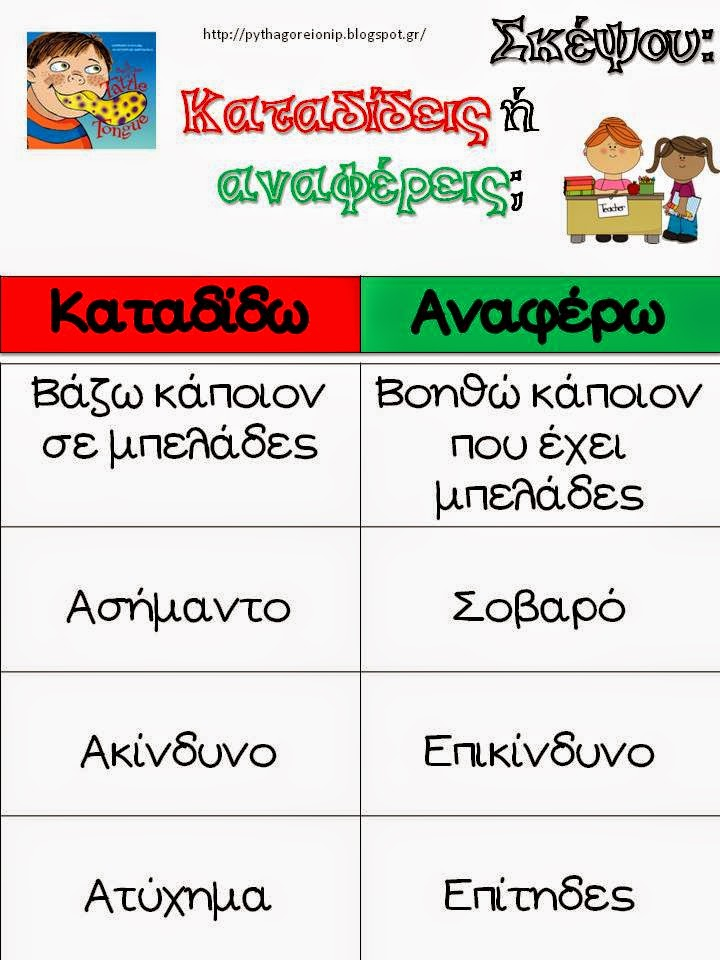 http://pythagoreionip.blogspot.gr/
Σκέψου:
Καταδίδεις ή
αναφέρεις;
Tattle
Tongue
Teacher
Καταδίδω
Αναφέρω
Βάζω κάποιον
σε μπελάδες
Βοηθώ κάποιον
που έχει
μπελάδες
Ασήμαντο
Σοβαρό
Ακίνδυνο
Επικίνδυνο
Ατύχημα
Επίτηδες